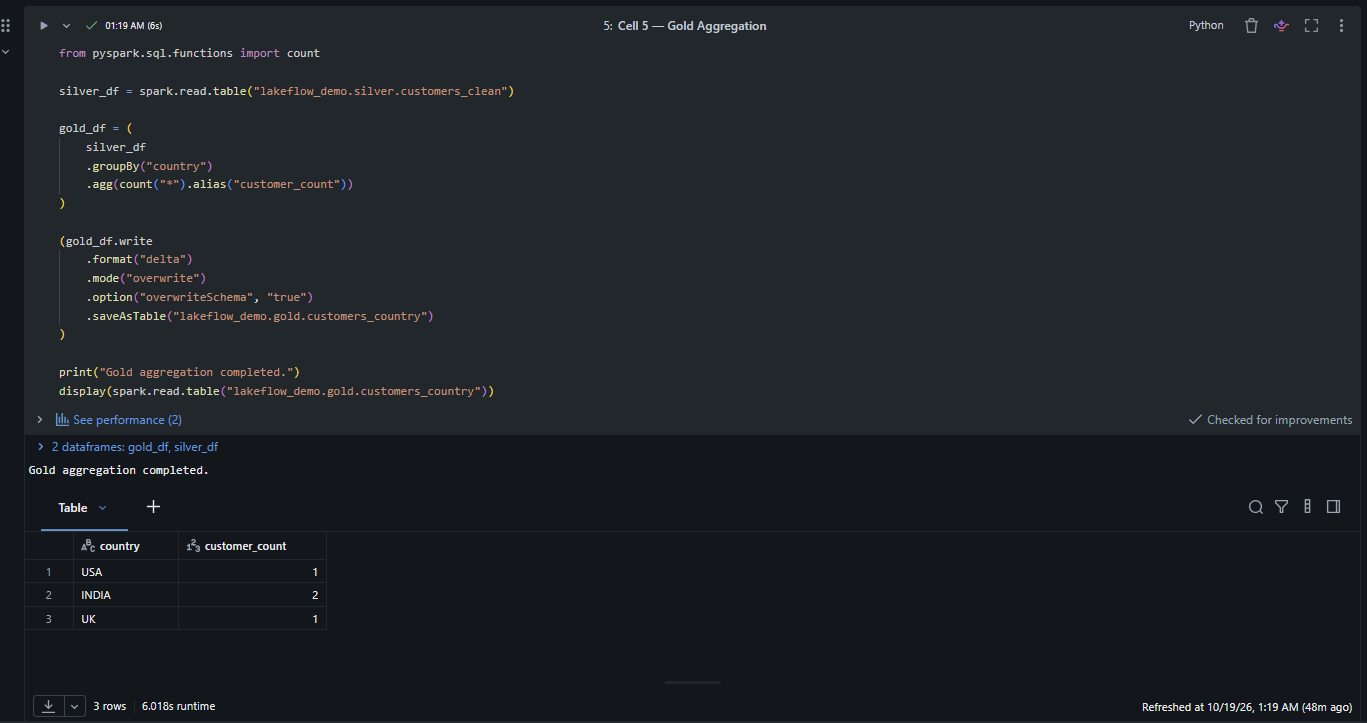 01:19 AM (6s)
5: Cell 5 — Gold Aggregation
Python
from pyspark.sql.functions import count
silver_df = spark.read.table("lakeflow_demo.silver.customers_clean")
gold_df = (
    silver_df
    .groupBy("country")
    .agg(count("*").alias("customer_count"))
)
(gold_df.write
    .format("delta")
    .mode("overwrite")
    .option("overwriteSchema", "true")
    .saveAsTable("lakeflow_demo.gold.customers_country")
)
print("Gold aggregation completed.")
display(spark.read.table("lakeflow_demo.gold.customers_country"))
See performance (2)
Checked for improvements
2 dataframes: gold_df, silver_df
Gold aggregation completed.
Table
country customer_count
1 USA 1
2 INDIA 2
3 UK 1
3 rows 6.018s runtime
Refreshed at 10/19/26, 1:19 AM (48m ago)